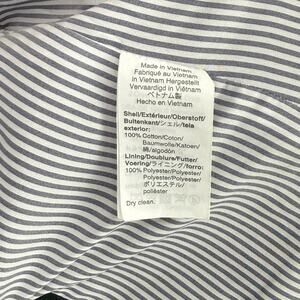 Made in Vietnam
Fabriqué au Vietnam
In Vietnam Hergestellt
Vervaardigd in Vietnam
ベトナム製
Hecho en Vietnam
Shell/Extérieur/Oberstoff/
Buitenkant/シェル/tela
exterior:
100% Cotton/Coton/
Baumwolle/Katoen/
綿/algodón
Lining/Doublure/Futter/
Voering/ライニング/forro:
100% Polyester/Polyester/
Polyester/Polyester/
ポリエステル/
poliéster
Dry clean.